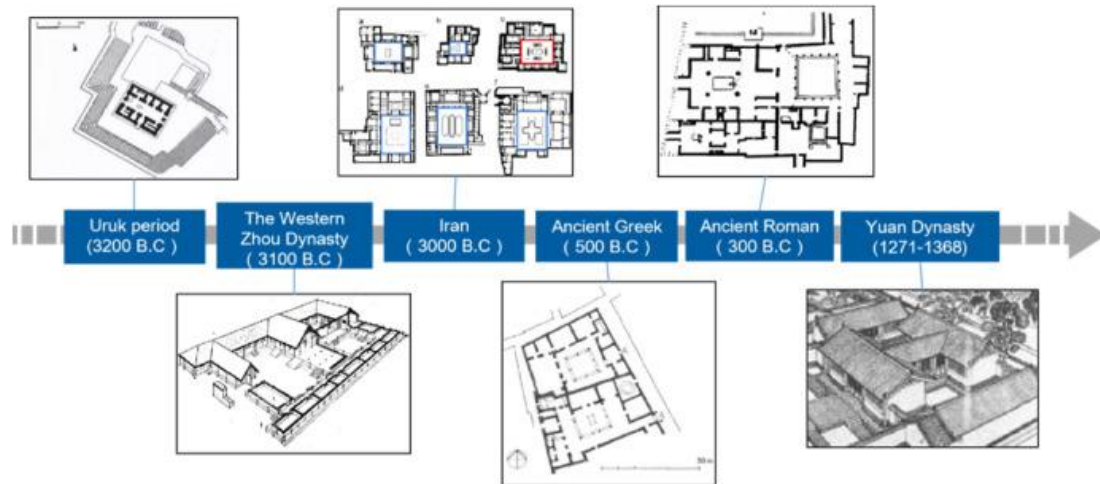 a
b
c
d
e
f
Uruk period
(3200 B.C)
The Western
Zhou Dynasty
( 3100 B.C )
Iran
( 3000 B.C )
Ancient Greek
( 500 B.C )
Ancient Roman
( 300 B.C )
Yuan Dynasty
(1271-1368)
50 m